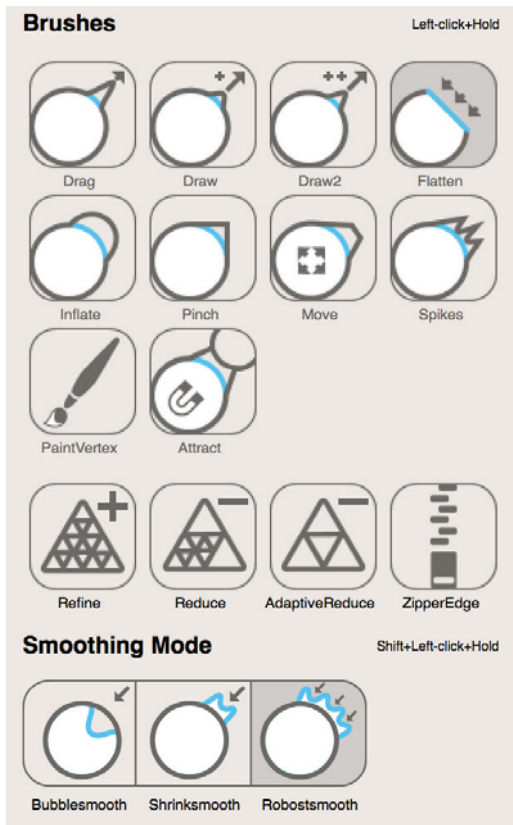 Brushes Left-click+Hold
Drag Draw Draw2 Flatten
Inflate Pinch Move Spikes
PaintVertex Attract
Refine Reduce AdaptiveReduce ZipperEdge
Smoothing Mode Shift+Left-click+Hold
Bubblesmooth Shrinksmooth Robostsmooth